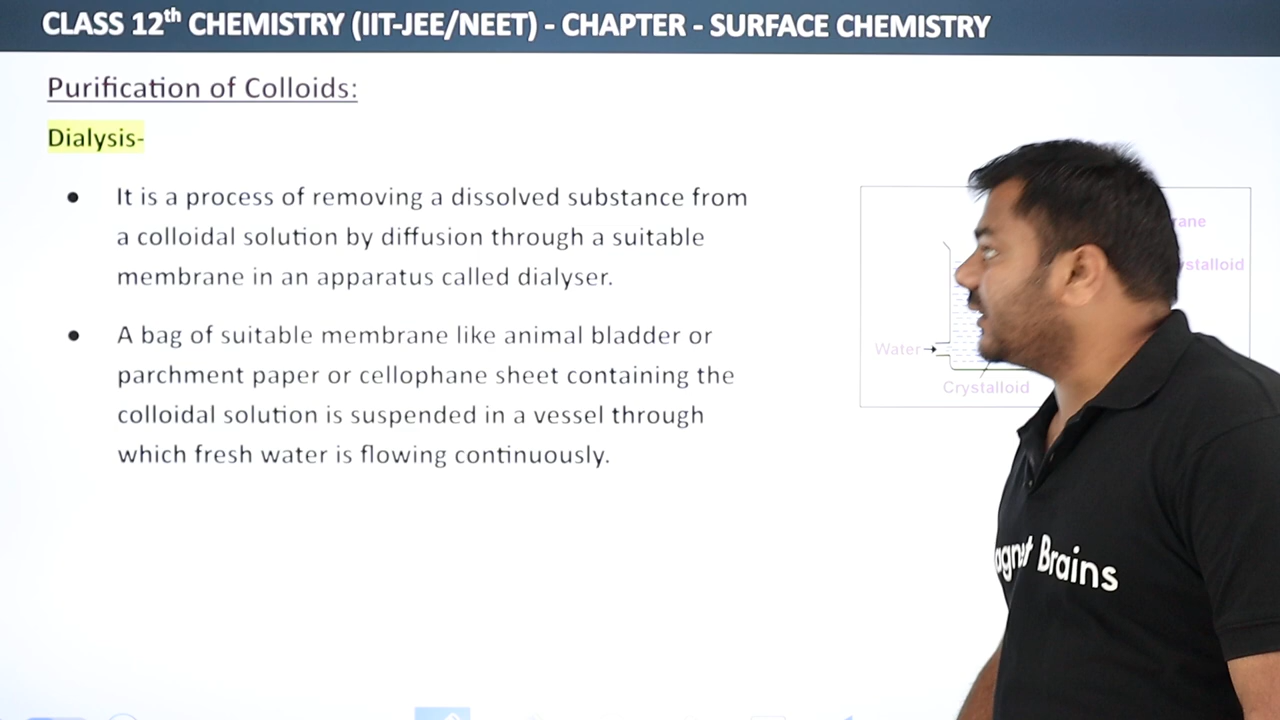 CLASS 12th CHEMISTRY (IIT-JEE/NEET) - CHAPTER - SURFACE CHEMISTRY
Purification of Colloids:
Dialysis-
● It is a process of removing a dissolved substance from
a colloidal solution by diffusion through a suitable
membrane in an apparatus called dialyser.
● A bag of suitable membrane like animal bladder or
parchment paper or cellophane sheet containing the
colloidal solution is suspended in a vessel through
which fresh water is flowing continuously.
Water
Crystalloid
Brains